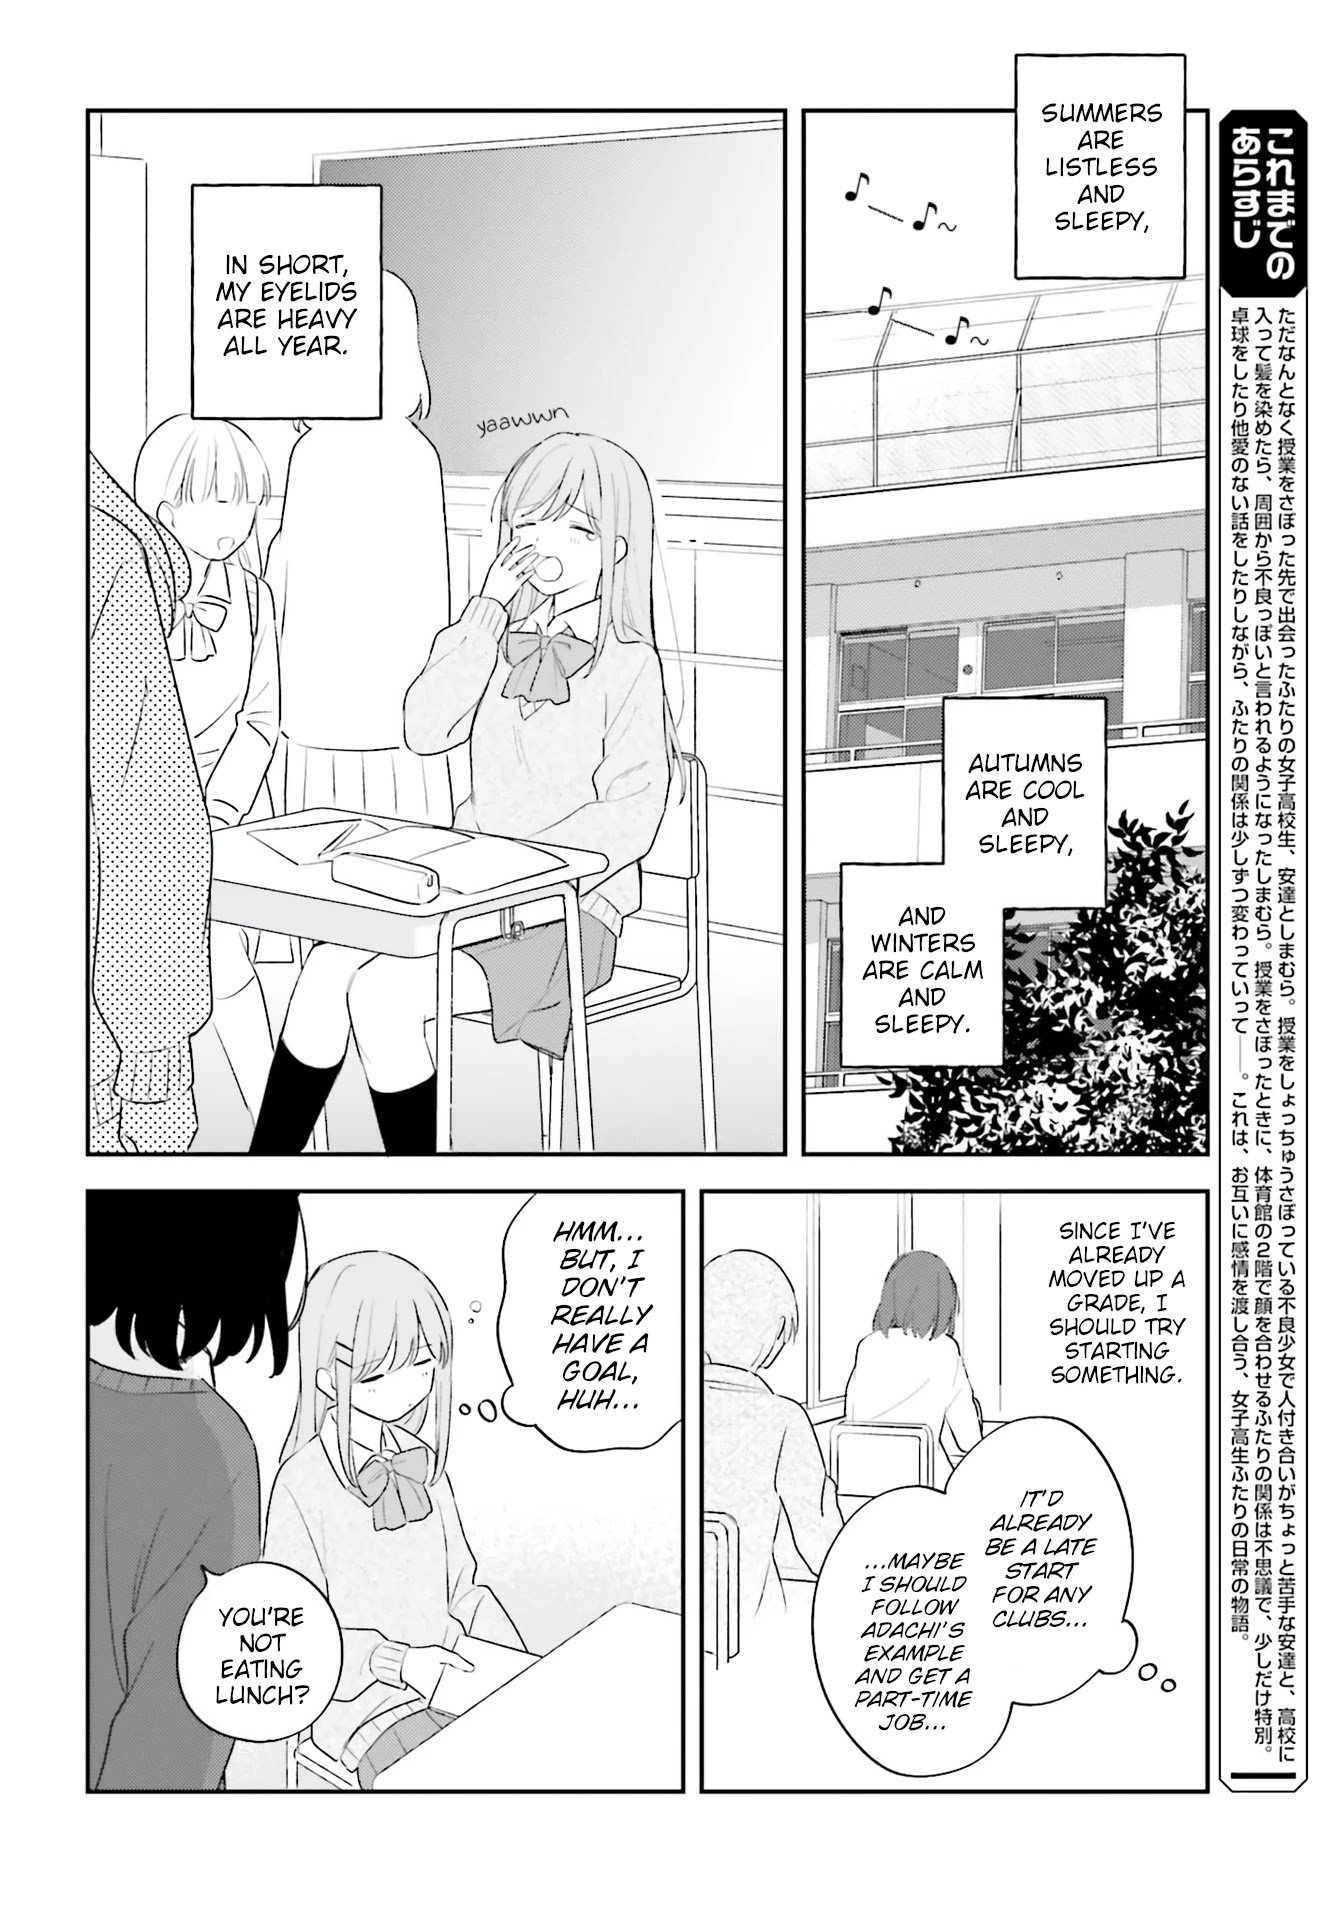 これまでの
あらすじ
ただなんとなく授業をさぼった先で出会ったふたりの女子高校生、安達としまむら。授業をしょっちゅうさぼっている不良少女で人付き合いがちょっと苦手な安達と、高校に
入って髪を染めたら、周囲から不良っぽいと言われるようになったしまむら。授業をさぼったときに、体育館の2階で顔を合わせるふたりの関係は不思議で、少しだけ特別。
卓球をしたり他愛のない話をしたりしながら、ふたりの関係は少しずつ変わっていって――。これは、お互いに感情を渡し合う、女子高生ふたりの日常の物語。
SUMMERS
ARE
LISTLESS
AND
SLEEPY,
AUTUMNS
ARE COOL
AND
SLEEPY,
AND
WINTERS
ARE CALM
AND
SLEEPY.
IN SHORT,
MY EYELIDS
ARE HEAVY
ALL YEAR.
yaawwn
SINCE I'VE
ALREADY
MOVED UP A
GRADE, I
SHOULD TRY
STARTING
SOMETHING.
IT'D
ALREADY
BE A LATE
START
FOR ANY
CLUBS...
...MAYBE
I SHOULD
FOLLOW
ADACHI'S
EXAMPLE
AND GET A
PART-TIME
JOB...
HMM...
BUT, I
DON'T
REALLY
HAVE A
GOAL,
HUH...
YOU'RE
NOT
EATING
LUNCH?